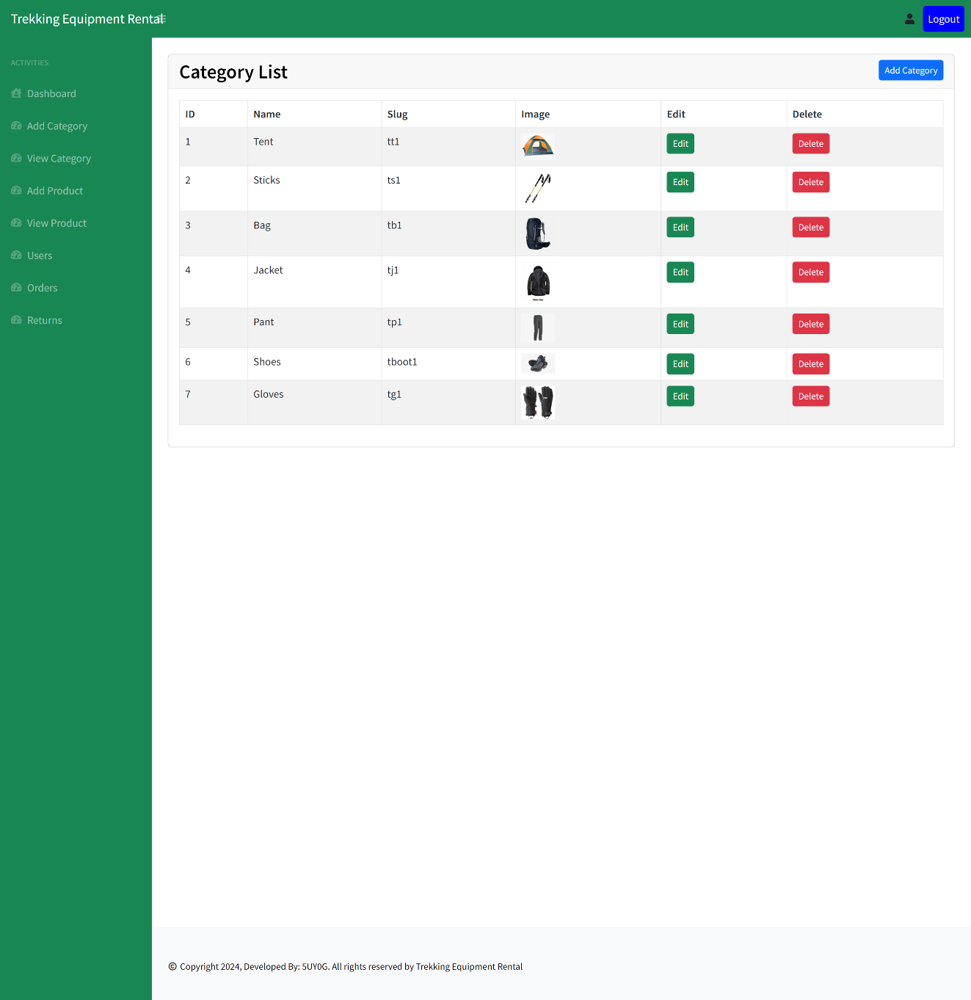 Trekking Equipment Rental
Logout
ACTIVITIES
Dashboard
Add Category
View Category
Add Product
View Product
Users
Orders
Returns
Category List
Add Category
ID Name Slug Image Edit Delete
1 Tent tt1 Edit Delete
2 Sticks ts1 Edit Delete
3 Bag tb1 Edit Delete
4 Jacket tj1 Edit Delete
5 Pant tp1 Edit Delete
6 Shoes tboot1 Edit Delete
7 Gloves tg1 Edit Delete
© Copyright 2024, Developed By: 5UY0G. All rights reserved by Trekking Equipment Rental